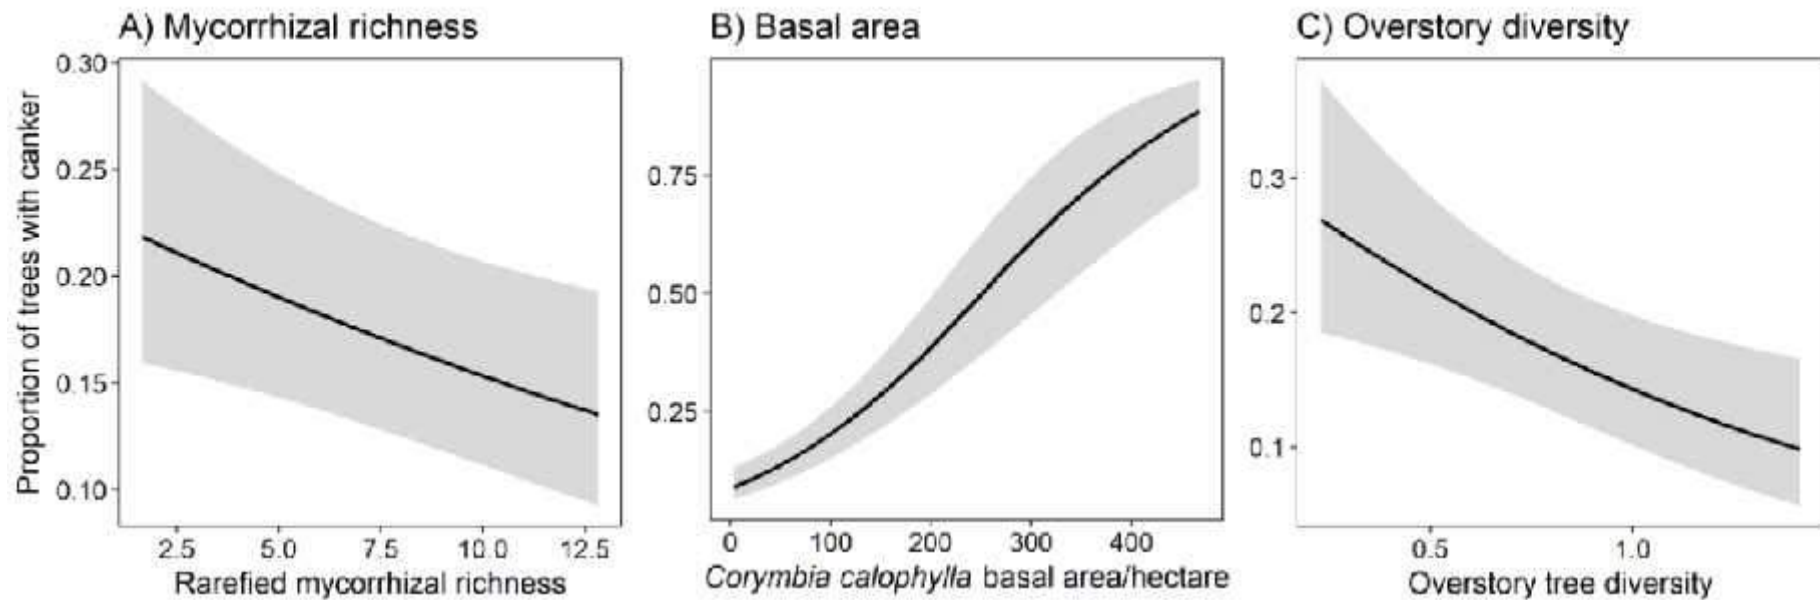 A) Mycorrhizal richness
B) Basal area
C) Overstory diversity
Proportion of trees with canker
0.30
0.25
0.20
0.15
0.10
2.5 5.0 7.5 10.0 12.5
Rarefied mycorrhizal richness
0.75
0.50
0.25
0 100 200 300 400
Corymbia calophylla basal area/hectare
0.3
0.2
0.1
0.5 1.0
Overstory tree diversity